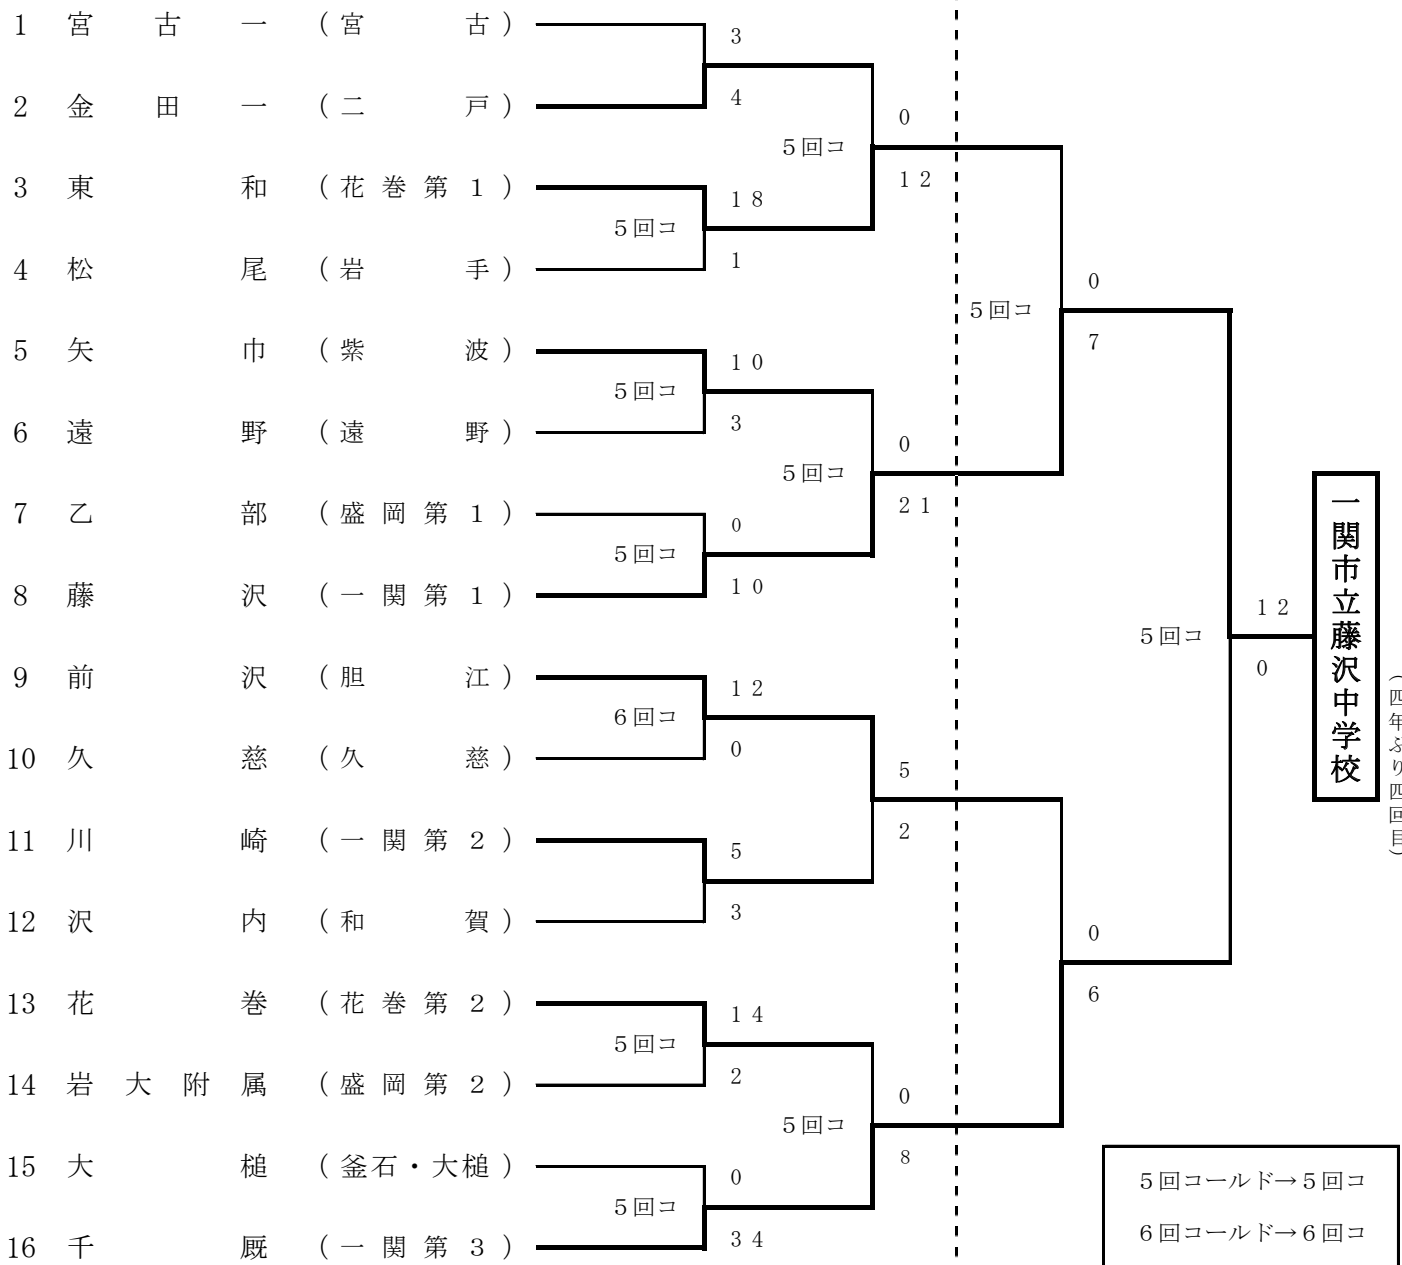 1 宮古一 (宮古)
3
2 金田一 (二戸)
4
5回コ
0
12
3 東和 (花巻第1)
18
5回コ
4 松尾 (岩手)
1
5回コ
0
7
5 矢巾 (紫波)
10
5回コ
6 遠野 (遠野)
3
5回コ
0
21
7 乙部 (盛岡第1)
0
5回コ
8 藤沢 (一関第1)
10
5回コ
12
0
一関市立藤沢中学校
(四年ぶり四回目)
9 前沢 (胆江)
12
6回コ
10 久慈 (久慈)
0
5
2
11 川崎 (一関第2)
5
12 沢内 (和賀)
3
0
6
13 花巻 (花巻第2)
14
5回コ
14 岩大附属 (盛岡第2)
2
5回コ
0
8
15 大槌 (釜石・大槌)
0
5回コ
16 千厩 (一関第3)
34
5回コールド→5回コ
6回コールド→6回コ